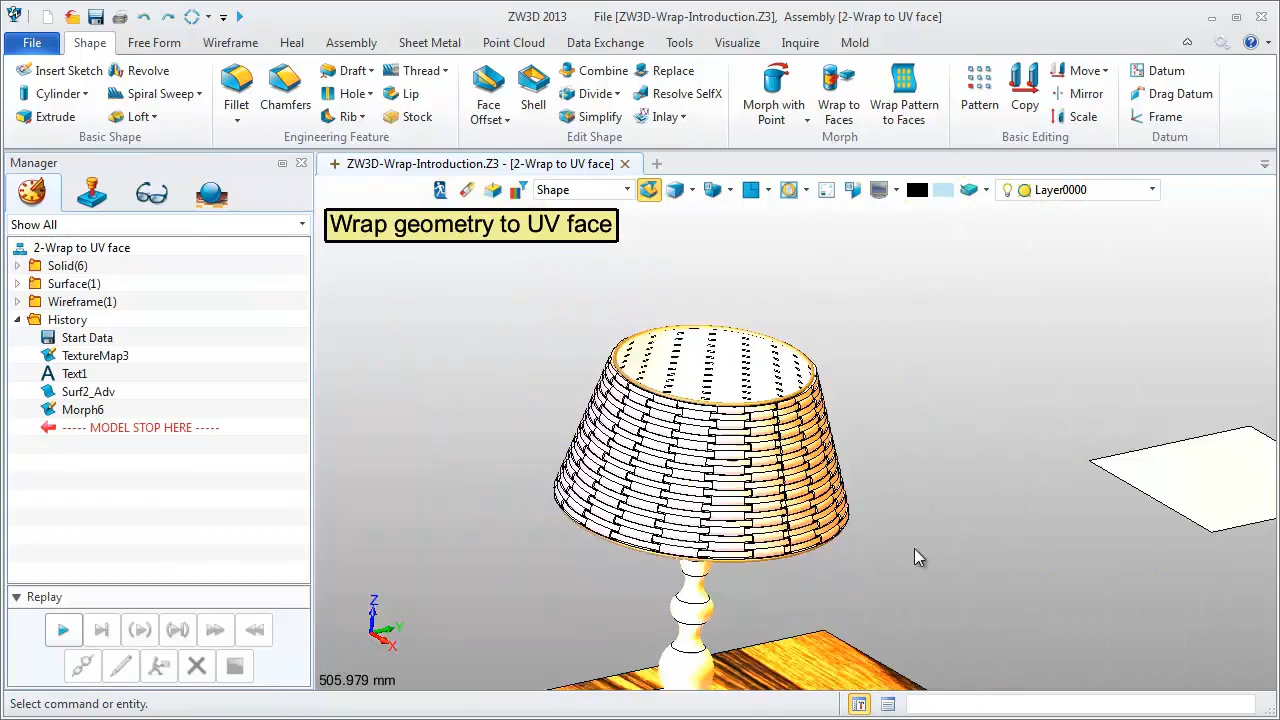 ZW3D 2013 File [ZW3D-Wrap-Introduction.Z3], Assembly [2-Wrap to UV face]
File Shape Free Form Wireframe Heal Assembly Sheet Metal Point Cloud Data Exchange Tools Visualize Inquire Mold
Insert Sketch Revolve Draft Thread Combine Replace Move Datum
Cylinder Spiral Sweep Hole Lip Divide Resolve SelfX Mirror Drag Datum
Extrude Loft Rib Stock Simplify Inlay Scale Frame
Fillet Chamfers Face Offset Shell Morph with Point Wrap to Faces Wrap Pattern to Faces Pattern Copy
Basic Shape Engineering Feature Edit Shape Morph Basic Editing Datum
Manager
ZW3D-Wrap-Introduction.Z3 - [2-Wrap to UV face]
Shape Layer0000
Show All
Wrap geometry to UV face
2-Wrap to UV face
Solid(6)
Surface(1)
Wireframe(1)
History
Start Data
TextureMap3
A Text1
Surf2_Adv
Morph6
----- MODEL STOP HERE -----
Replay
Z
Y
X
505.979 mm
Select command or entity.